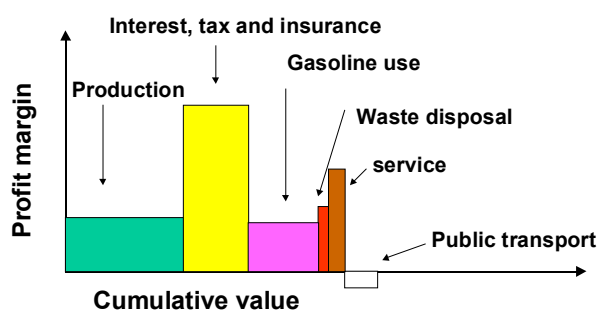 Interest, tax and insurance
Gasoline use
Production
Waste disposal
service
Public transport
Profit margin
Cumulative value